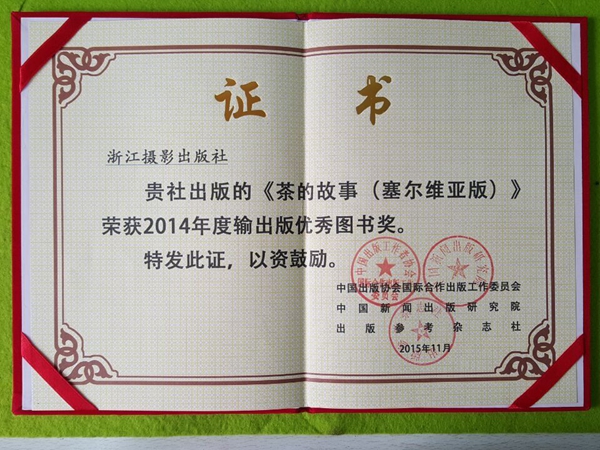 证 书
浙江摄影出版社
贵社出版的《茶的故事（塞尔维亚版）》
荣获2014年度输出版优秀图书奖。
特发此证，以资鼓励。
中国出版协会国际合作出版工作委员会
中国新闻出版研究院
出版参考杂志社
2015年11月